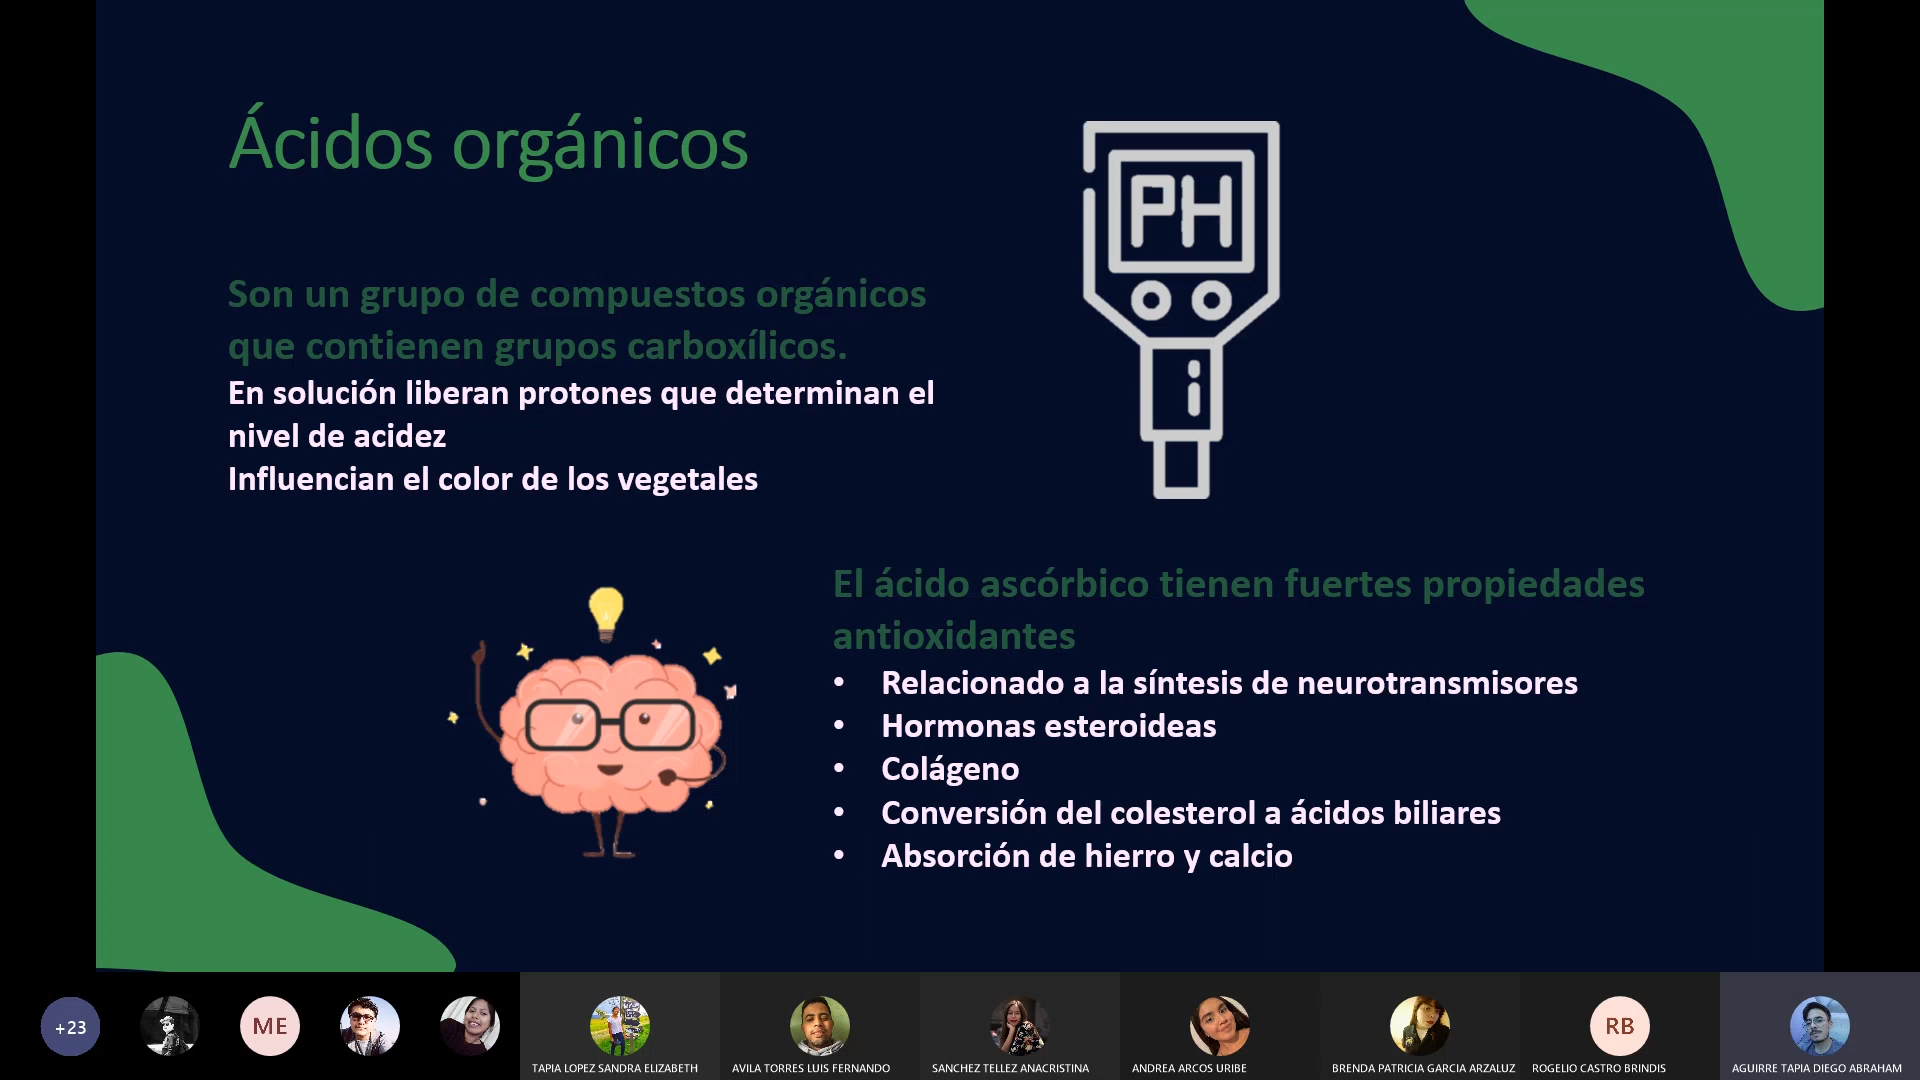 Ácidos orgánicos
PH
Son un grupo de compuestos orgánicos
que contienen grupos carboxílicos.
En solución liberan protones que determinan el
nivel de acidez
Influencian el color de los vegetales
El ácido ascórbico tienen fuertes propiedades
antioxidantes
• Relacionado a la síntesis de neurotransmisores
• Hormonas esteroideas
• Colágeno
• Conversión del colesterol a ácidos biliares
• Absorción de hierro y calcio
+23
ME
RB
TAPIA LOPEZ SANDRA ELIZABETH
AVILA TORRES LUIS FERNANDO
SANCHEZ TELLEZ ANACRISTINA
ANDREA ARCOS URIBE
BRENDA PATRICIA GARCIA ARZALUZ
ROGELIO CASTRO BRINDIS
AGUIRRE TAPIA DIEGO ABRAHAM